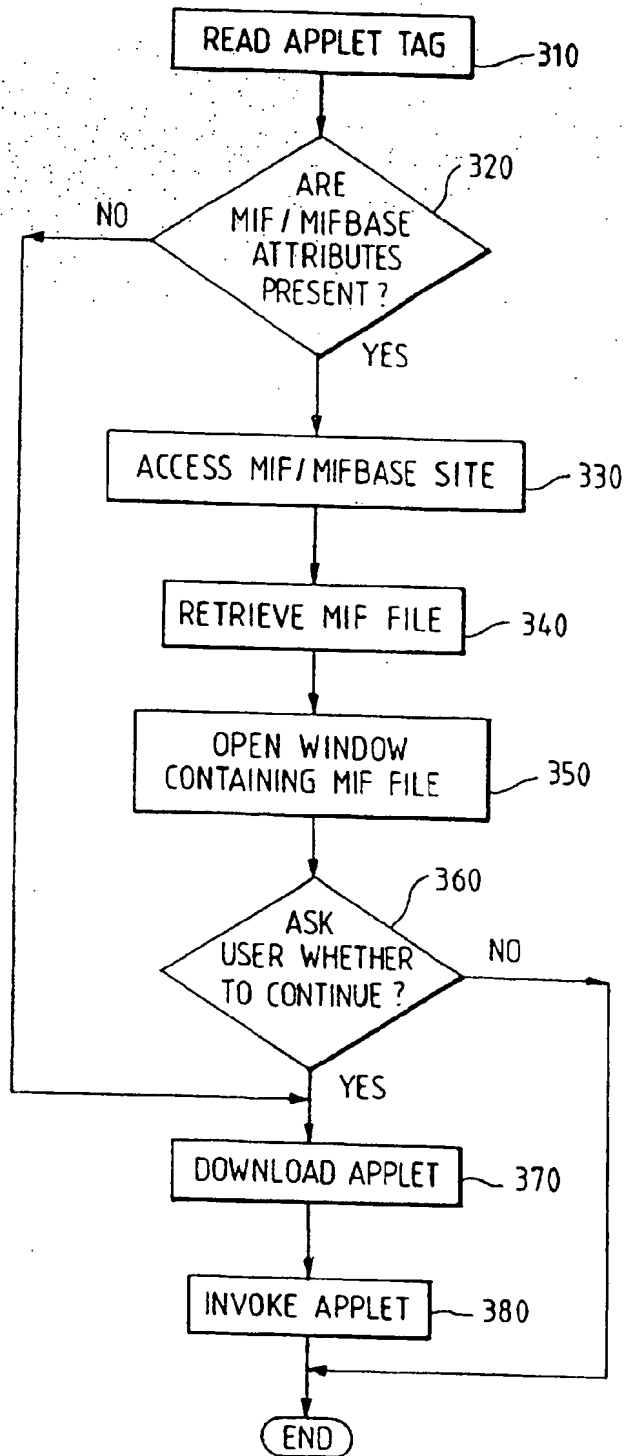 READ APPLET TAG
310
320
ARE
MIF / MIFBASE
ATTRIBUTES
PRESENT ?
NO
YES
ACCESS MIF/MIFBASE SITE
330
RETRIEVE MIF FILE
340
OPEN WINDOW
CONTAINING MIF FILE
350
360
ASK
USER WHETHER
TO CONTINUE ?
NO
YES
DOWNLOAD APPLET
370
INVOKE APPLET
380
END